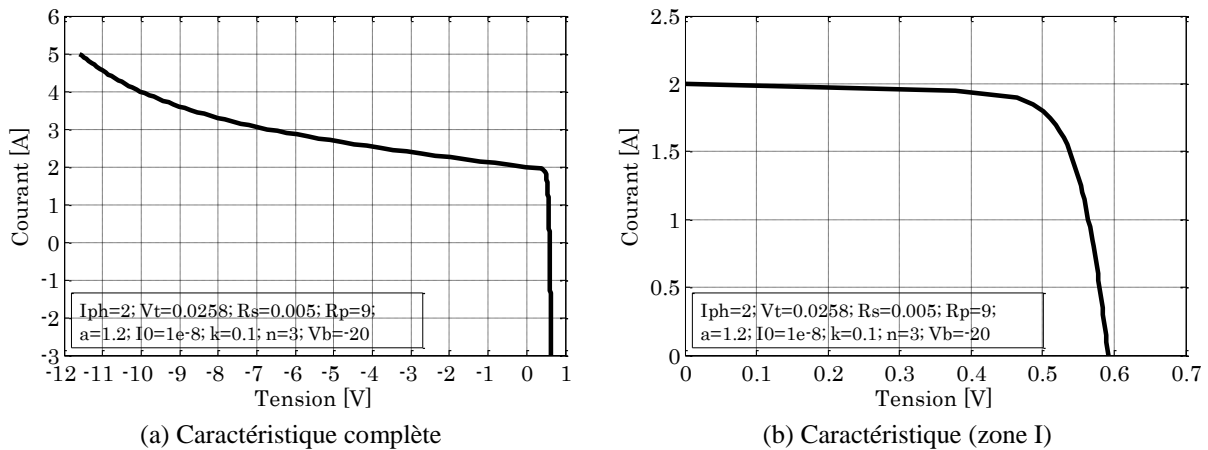 6
5
4
3
2
1
0
-1
-2
-3
Courant [A]
Iph=2; Vt=0.0258; Rs=0.005; Rp=9;
a=1.2; I0=1e-8; k=0.1; n=3; Vb=-20
-12 -11 -10 -9 -8 -7 -6 -5 -4 -3 -2 -1 0 1
Tension [V]
(a) Caractéristique complète
2.5
2
1.5
1
0.5
0
Courant [A]
Iph=2; Vt=0.0258; Rs=0.005; Rp=9;
a=1.2; I0=1e-8; k=0.1; n=3; Vb=-20
0 0.1 0.2 0.3 0.4 0.5 0.6 0.7
Tension [V]
(b) Caractéristique (zone I)